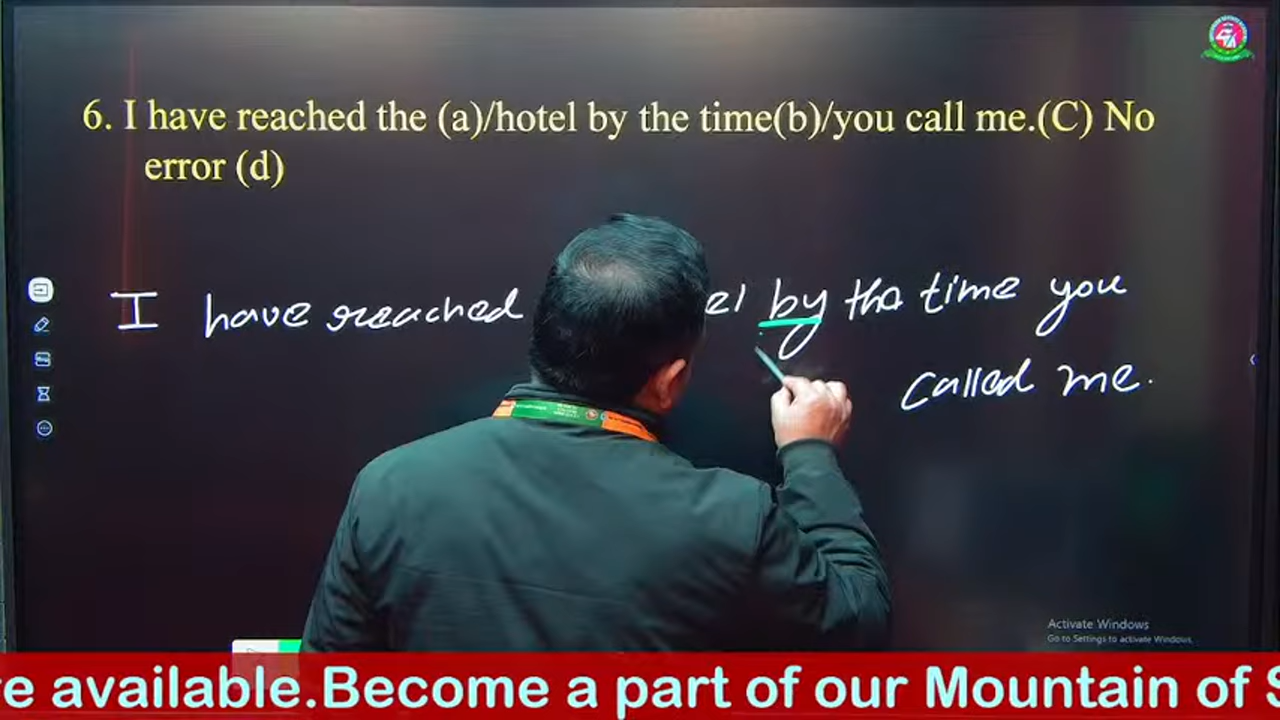 6. I have reached the (a)/hotel by the time(b)/you call me.(C) No
error (d)
I have reached el by the time you
called me.
Activate Windows
Go to Settings to activate Windows.
re available.Become a part of our Mountain of S